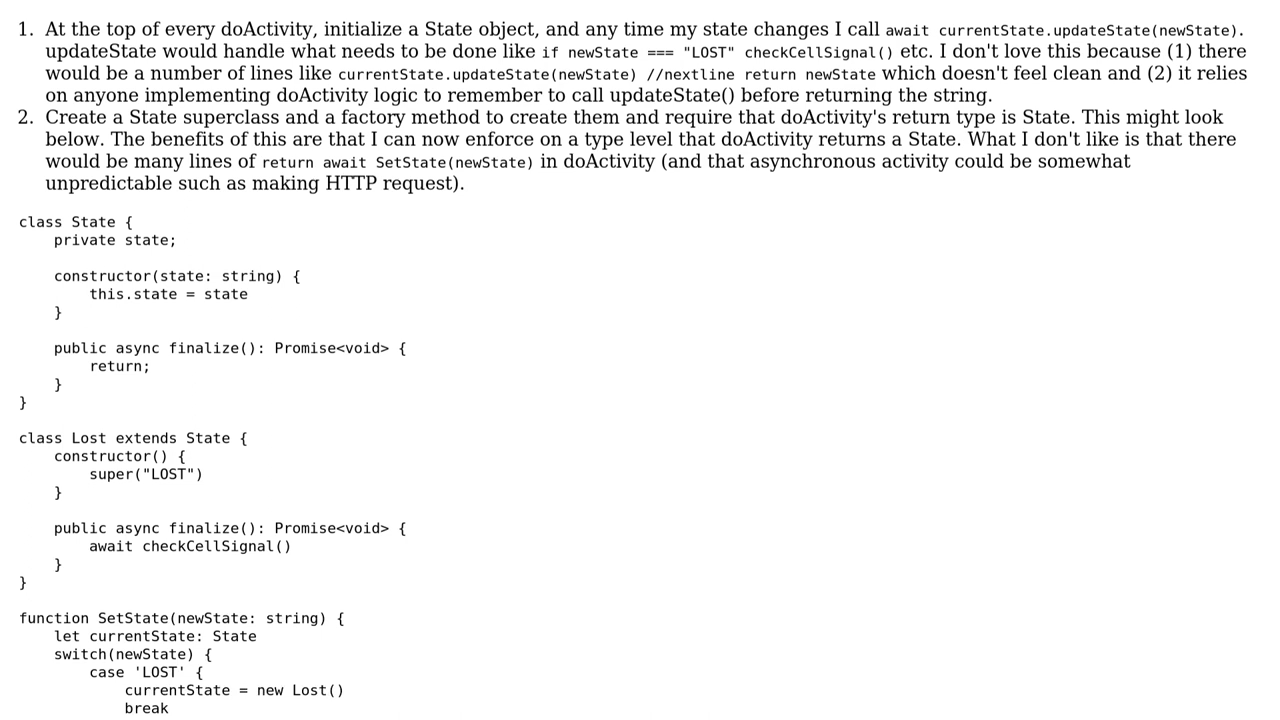 1. At the top of every doActivity, initialize a State object, and any time my state changes I call await currentState.updateState(newState).
updateState would handle what needs to be done like if newState === "LOST" checkCellSignal() etc. I don't love this because (1) there
would be a number of lines like currentState.updateState(newState) //nextline return newState which doesn't feel clean and (2) it relies
on anyone implementing doActivity logic to remember to call updateState() before returning the string.
2. Create a State superclass and a factory method to create them and require that doActivity's return type is State. This might look
below. The benefits of this are that I can now enforce on a type level that doActivity returns a State. What I don't like is that there
would be many lines of return await SetState(newState) in doActivity (and that asynchronous activity could be somewhat
unpredictable such as making HTTP request).
class State {
    private state;
    constructor(state: string) {
        this.state = state
    }
    public async finalize(): Promise<void> {
        return;
    }
}
class Lost extends State {
    constructor() {
        super("LOST")
    }
    public async finalize(): Promise<void> {
        await checkCellSignal()
    }
}
function SetState(newState: string) {
    let currentState: State
    switch(newState) {
        case 'LOST' {
            currentState = new Lost()
            break